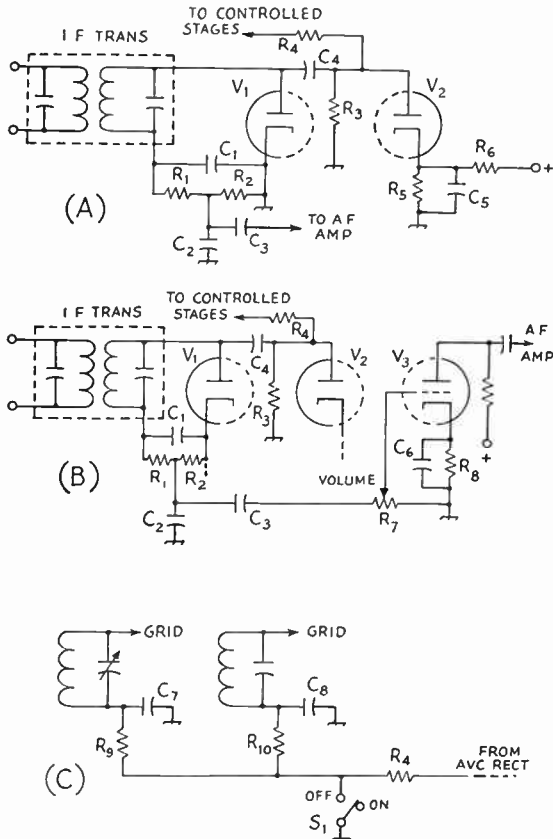 TO CONTROLLED
STAGES
R4
I F TRANS
C4
V1
V2
R3
R6
+
C1
R1
R2
R5
C5
(A)
TO AF
AMP
C2
C3
I F TRANS
TO CONTROLLED
STAGES
R4
V1
C4
V2
V3
A F
AMP
R3
C1
+
(B)
R1
R2
C6
R8
VOLUME
C2
C3
R7
GRID
GRID
C7
C8
R9
R10
R4
FROM
AVC RECT
(C)
OFF
ON
S1